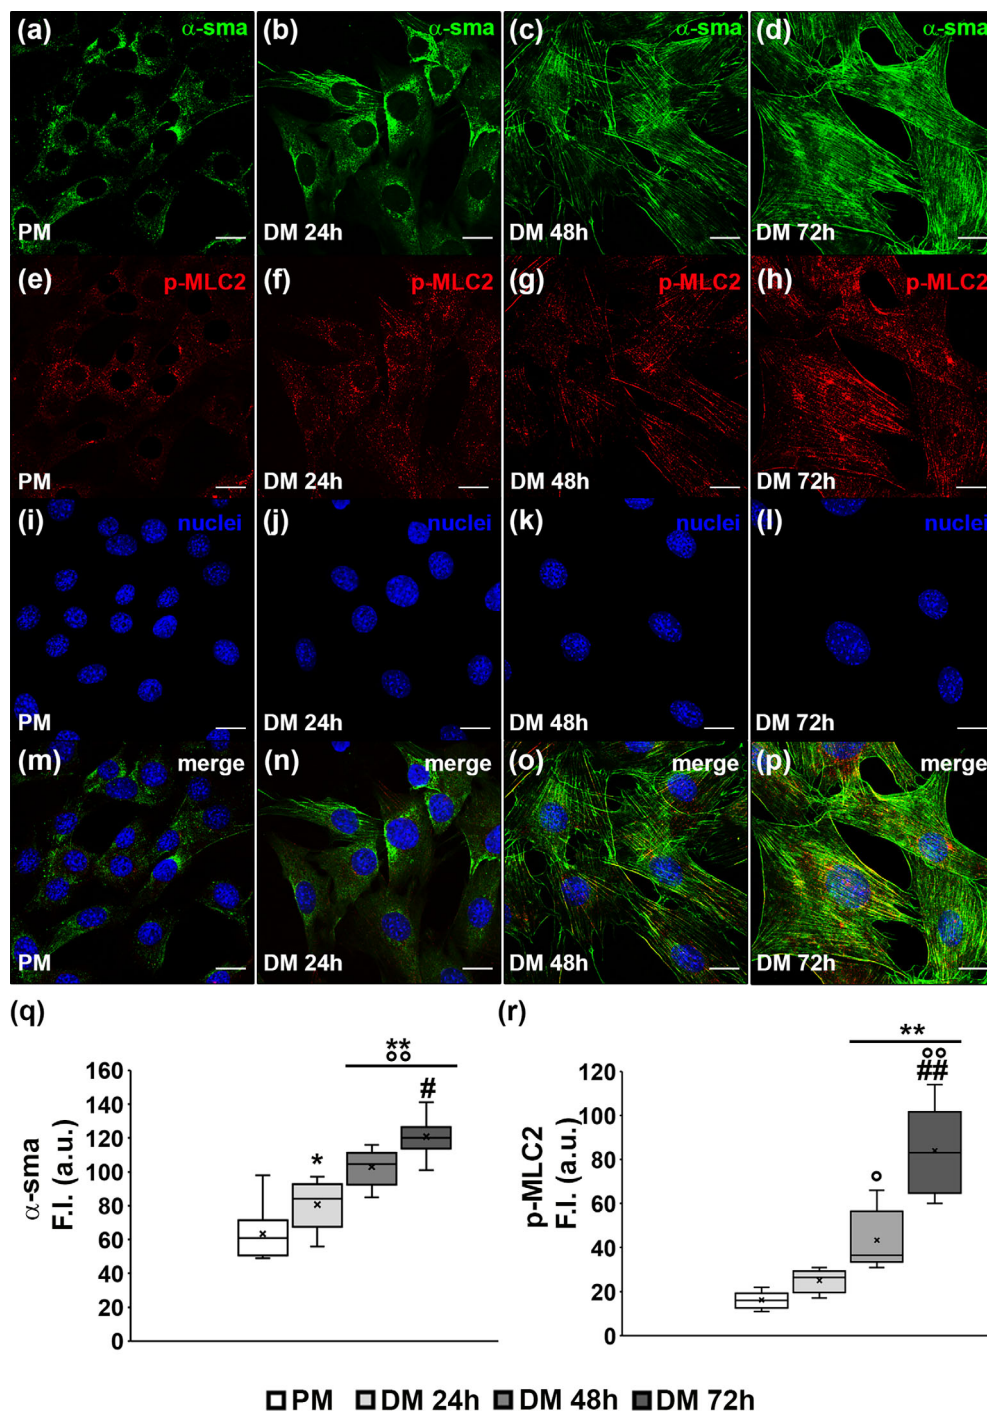 (a) α-sma (b) α-sma (c) α-sma (d) α-sma
PM DM 24h DM 48h DM 72h
(e) p-MLC2 (f) p-MLC2 (g) p-MLC2 (h) p-MLC2
PM DM 24h DM 48h DM 72h
(i) nuclei (j) nuclei (k) nuclei (l) nuclei
PM DM 24h DM 48h DM 72h
(m) merge (n) merge (o) merge (p) merge
PM DM 24h DM 48h DM 72h
(q)
α-sma
F.I. (a.u.)
160
140
120
100
80
60
40
20
0
*
**
°°
#
(r)
p-MLC2
F.I. (a.u.)
120
100
80
60
40
20
0
°
**
°°
##
PM DM 24h DM 48h DM 72h